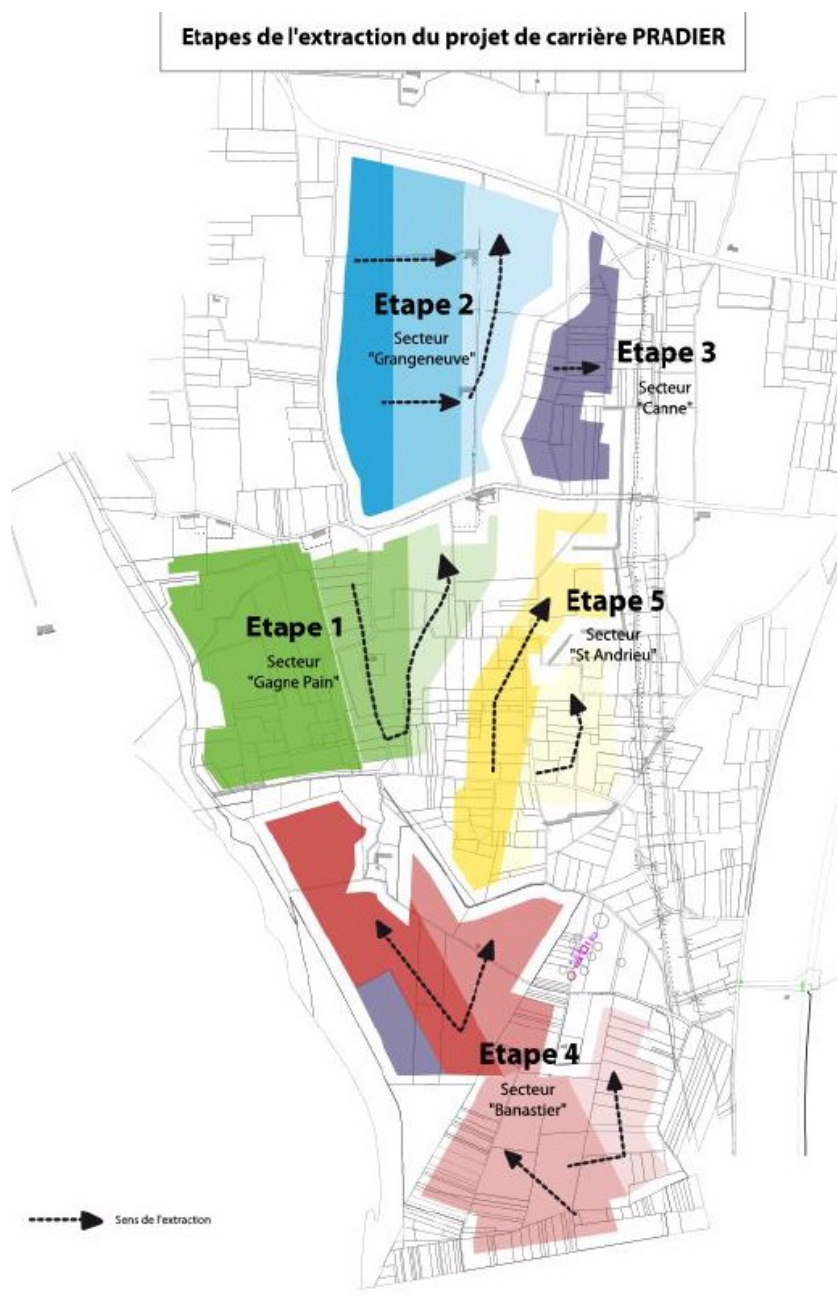 Etapes de l'extraction du projet de carrière PRADIER
Etape 2
Secteur
"Grangeneuve"
Etape 3
Secteur
"Canne"
Etape 1
Secteur
"Gagne Pain"
Etape 5
Secteur
"St Andrieu"
Etape 4
Secteur
"Banastier"
Sens de l'extraction